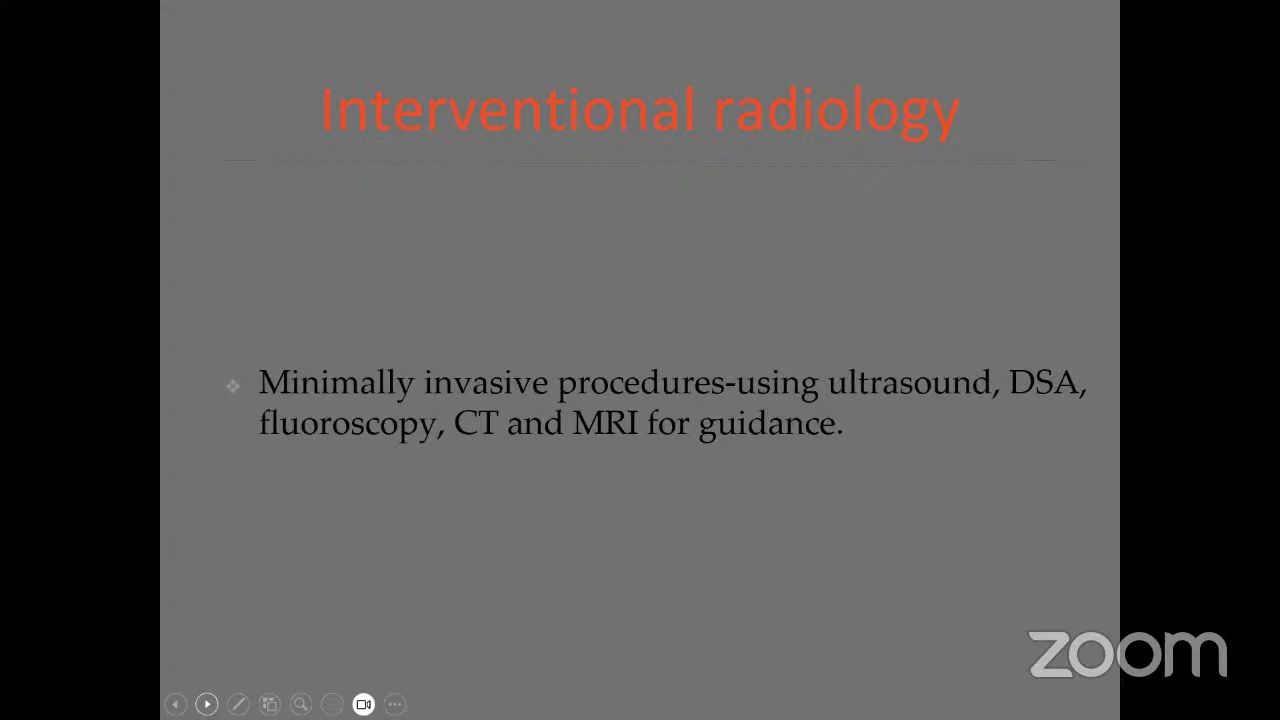 Interventional radiology
Minimally invasive procedures-using ultrasound, DSA,
fluoroscopy, CT and MRI for guidance.
zoom